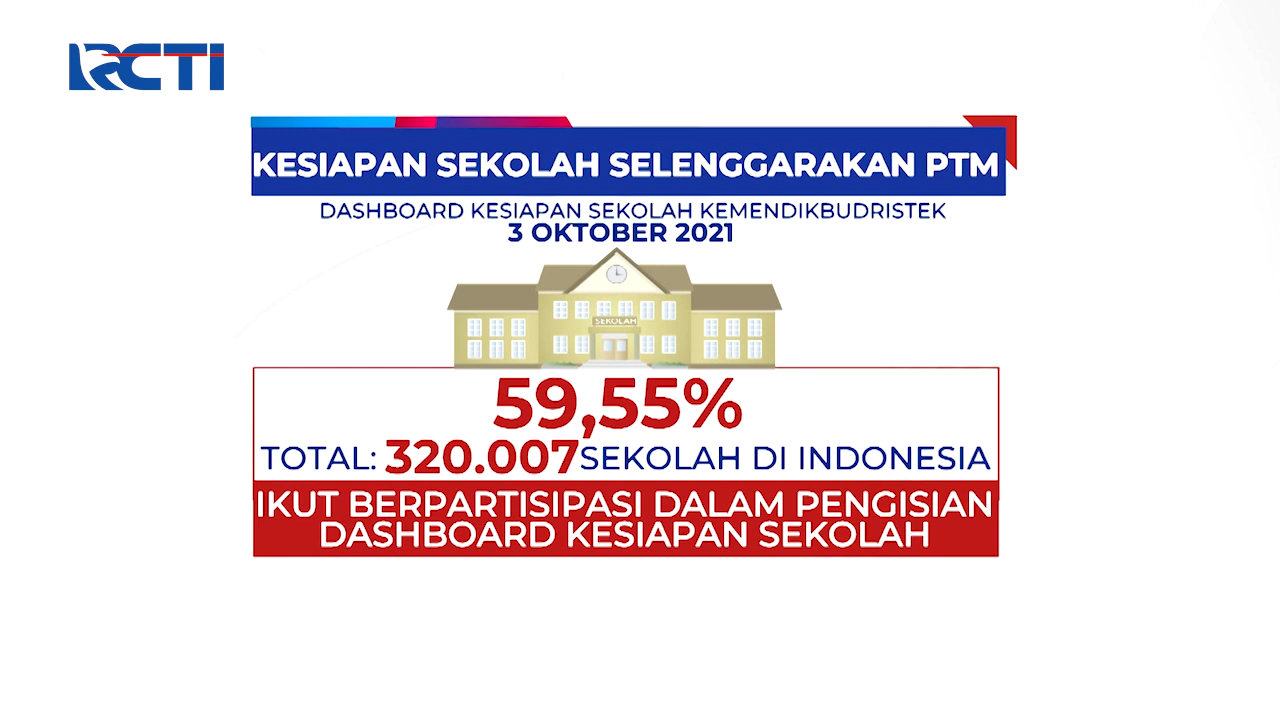 RCTI
KESIAPAN SEKOLAH SELENGGARAKAN PTM
DASHBOARD KESIAPAN SEKOLAH KEMENDIKBUDRISTEK
3 OKTOBER 2021
SEKOLAH
59,55%
TOTAL: 320.007 SEKOLAH DI INDONESIA
IKUT BERPARTISIPASI DALAM PENGISIAN
DASHBOARD KESIAPAN SEKOLAH